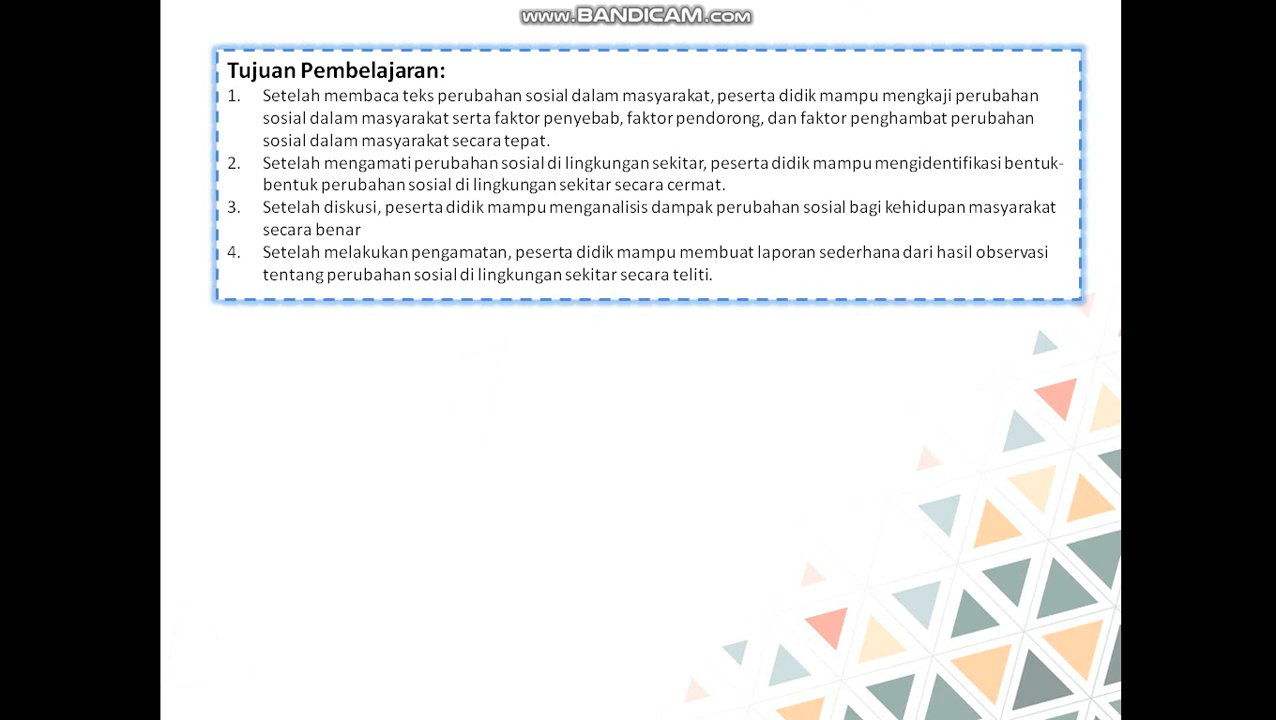 www.BANDICAM.com
Tujuan Pembelajaran:
1. Setelah membaca teks perubahan sosial dalam masyarakat, peserta didik mampu mengkaji perubahan
sosial dalam masyarakat serta faktor penyebab, faktor pendorong, dan faktor penghambat perubahan
sosial dalam masyarakat secara tepat.
2. Setelah mengamati perubahan sosial di lingkungan sekitar, peserta didik mampu mengidentifikasi bentuk-
bentuk perubahan sosial di lingkungan sekitar secara cermat.
3. Setelah diskusi, peserta didik mampu menganalisis dampak perubahan sosial bagi kehidupan masyarakat
secara benar
4. Setelah melakukan pengamatan, peserta didik mampu membuat laporan sederhana dari hasil observasi
tentang perubahan sosial di lingkungan sekitar secara teliti.